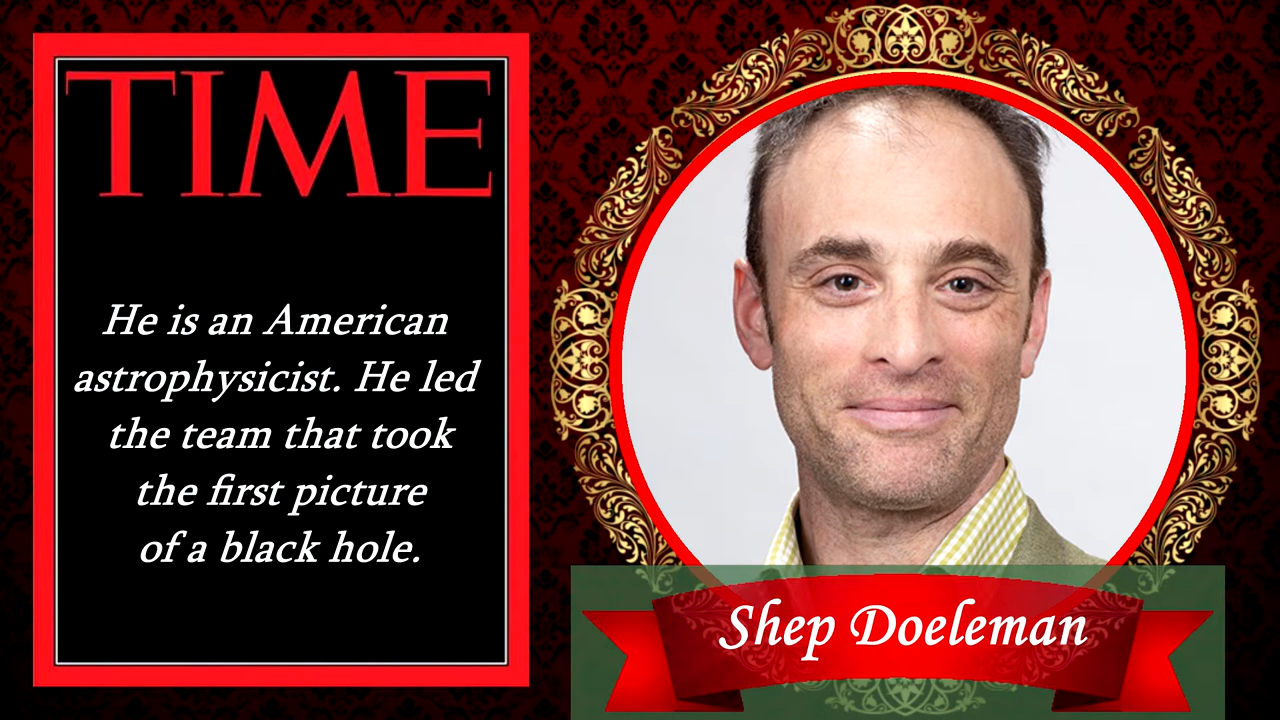 TIME
He is an American
astrophysicist. He led
the team that took
the first picture
of a black hole.
Shep Doeleman